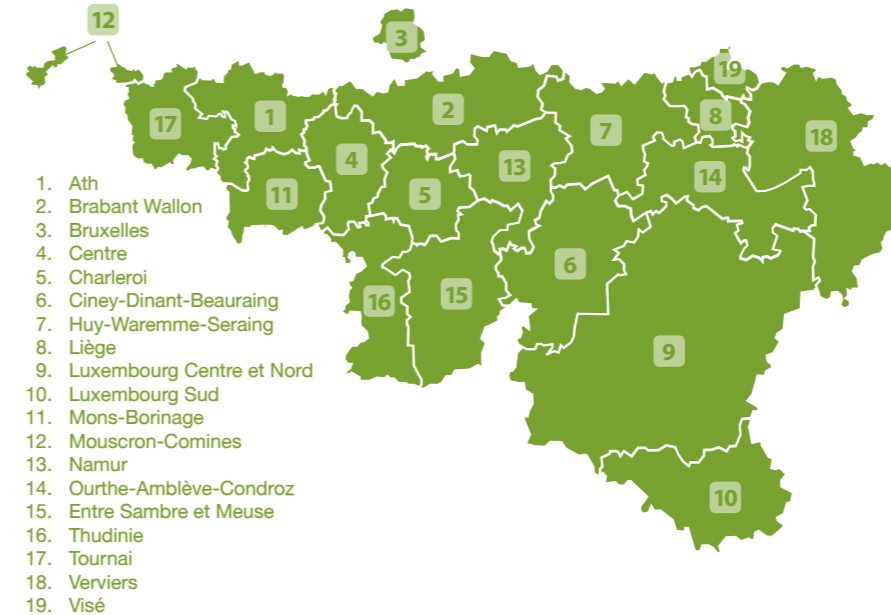 12
3
19
17
1
2
7
8
18
4
13
14
11
5
6
16
15
9
10
1. Ath
2. Brabant Wallon
3. Bruxelles
4. Centre
5. Charleroi
6. Ciney-Dinant-Beauraing
7. Huy-Waremme-Seraing
8. Liège
9. Luxembourg Centre et Nord
10. Luxembourg Sud
11. Mons-Borinage
12. Mouscron-Comines
13. Namur
14. Ourthe-Amblève-Condroz
15. Entre Sambre et Meuse
16. Thudinie
17. Tournai
18. Verviers
19. Visé